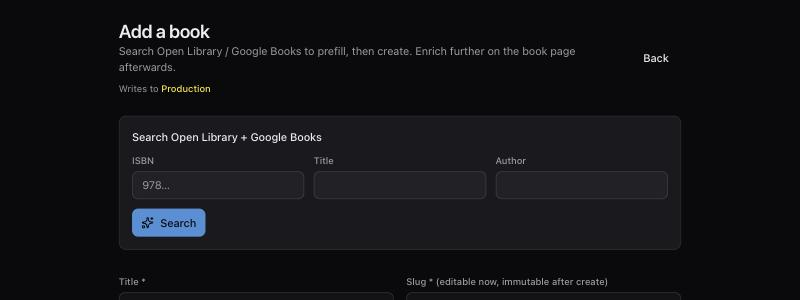 Add a book
Search Open Library / Google Books to prefill, then create. Enrich further on the book page
afterwards.
Back
Writes to Production
Search Open Library + Google Books
ISBN
Title
Author
978...
Search
Title *
Slug * (editable now, immutable after create)